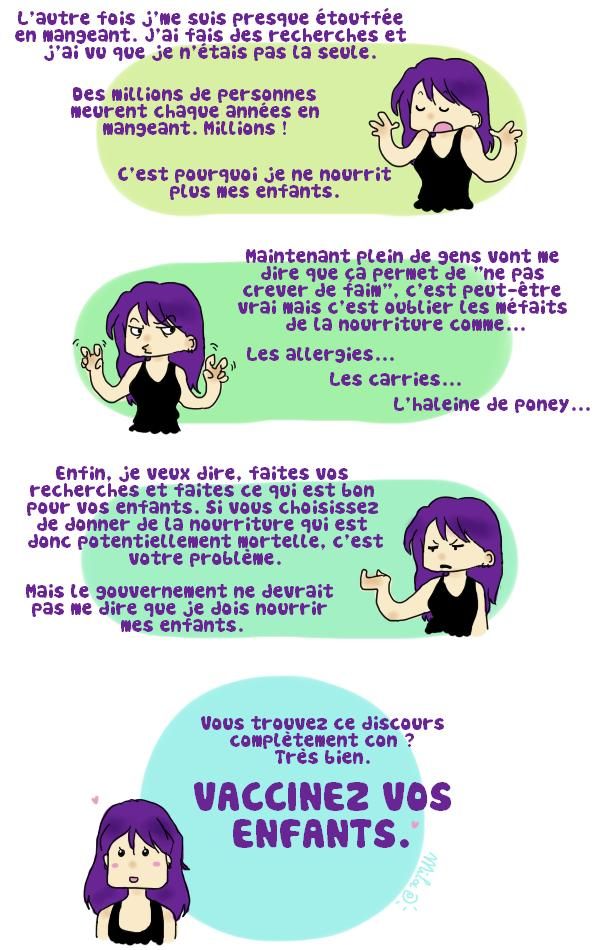 L'autre fois j'me suis presque étouffée
en mangeant. J'ai fais des recherches et
j'ai vu que je n'étais pas la seule.
Des millions de personnes
meurent chaque années en
mangeant. Millions !
C'est pourquoi je ne nourrit
plus mes enfants.
Maintenant plein de gens vont me
dire que ça permet de "ne pas
crever de faim", c'est peut-être
vrai mais c'est oublier les méfaits
de la nourriture comme...
Les allergies...
Les carries...
L'haleine de poney...
Enfin, je veux dire, faites vos
recherches et faites ce qui est bon
pour vos enfants. Si vous choisissez
de donner de la nourriture qui est
donc potentiellement mortelle, c'est
votre problème.
Mais le gouvernement ne devrait
pas me dire que je dois nourrir
mes enfants.
Vous trouvez ce discours
complètement con ?
Très bien.
VACCINEZ VOS
ENFANTS.